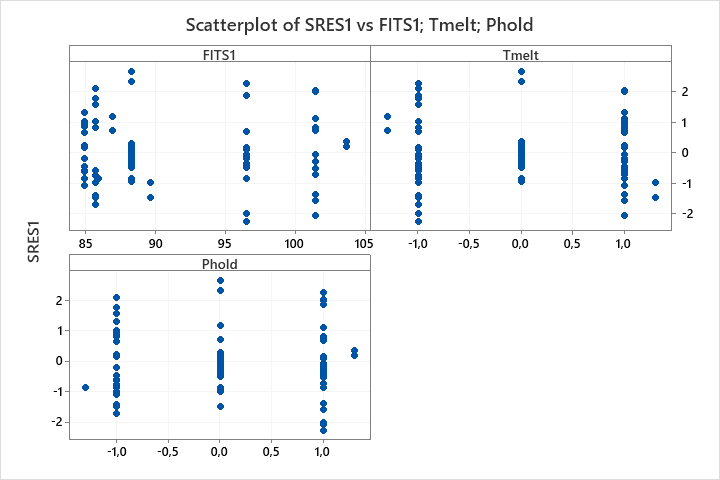 Scatterplot of SRES1 vs FITS1; Tmelt; Phold
FITS1 Tmelt
2
1
0
-1
-2
85 90 95 100 105 -1,0 -0,5 0,0 0,5 1,0
SRES1
Phold
2
1
0
-1
-2
-1,0 -0,5 0,0 0,5 1,0